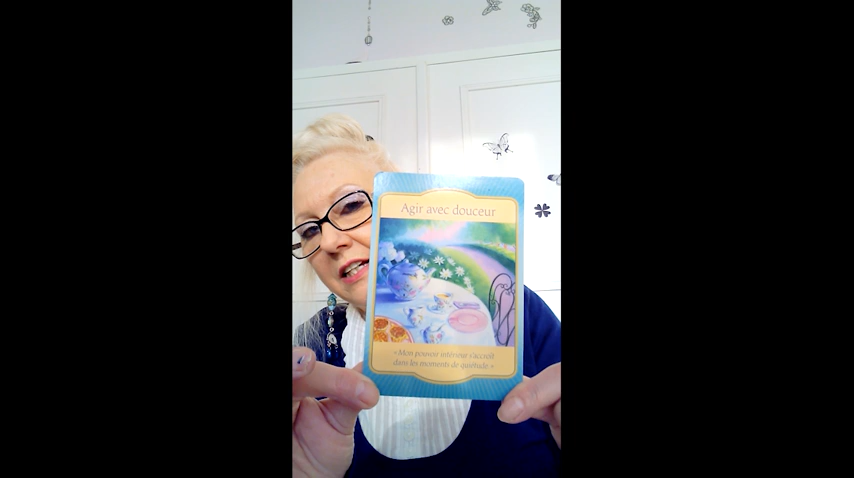 Agir avec douceur
« Mon pouvoir intérieur s'accroît
dans les moments de quiétude. »